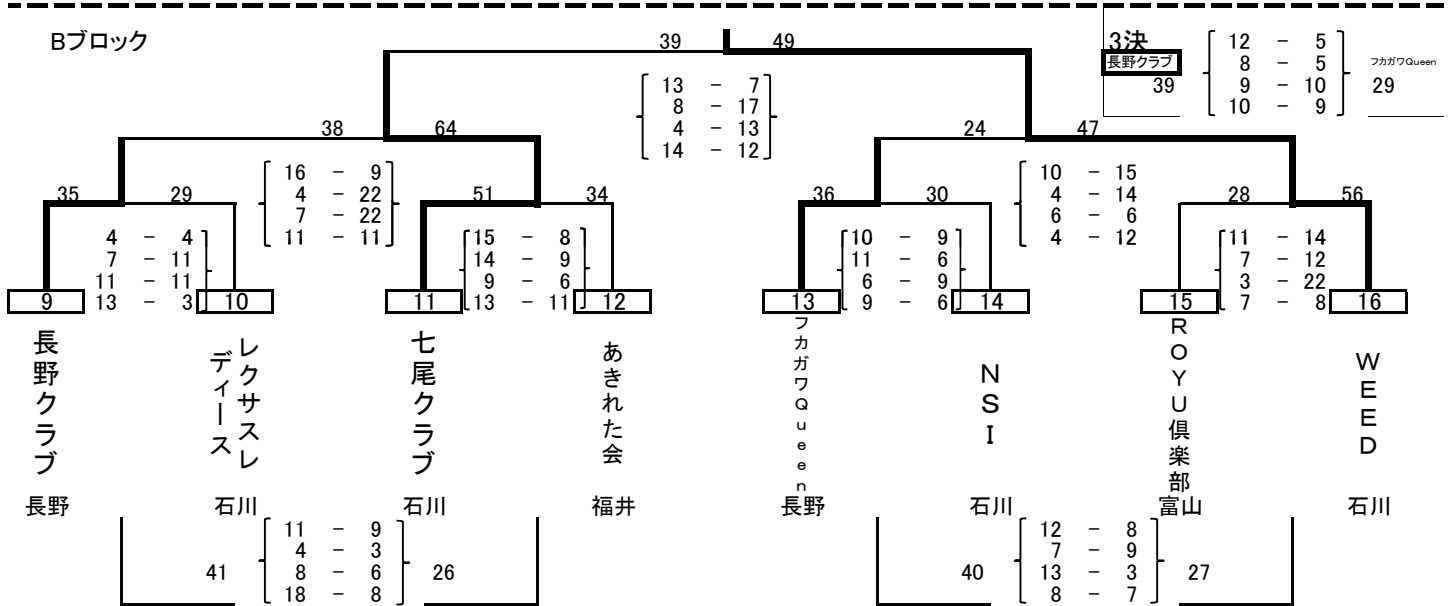 Bブロック
39 49
3決
長野クラブ
39
12 - 5
8 - 5
9 - 10
10 - 9
フカガワQueen
29
13 - 7
8 - 17
4 - 13
14 - 12
38 64
24 47
16 - 9
4 - 22
7 - 22
11 - 11
10 - 15
4 - 14
6 - 6
4 - 12
35 29
51 34
36 30
28 56
4 - 4
7 - 11
11 - 11
13 - 3
15 - 8
14 - 9
9 - 6
13 - 11
10 - 9
11 - 6
6 - 9
9 - 6
11 - 14
7 - 12
3 - 22
7 - 8
9
10
11
12
13
14
15
16
長野クラブ
レクサスレ
ディース
七尾クラブ
あきれた会
フカガワQueen
NSI
ROYU倶楽部
WEED
長野
石川
石川
福井
長野
石川
富山
石川
41
11 - 9
4 - 3
8 - 6
18 - 8
26
40
12 - 8
7 - 9
13 - 3
8 - 7
27